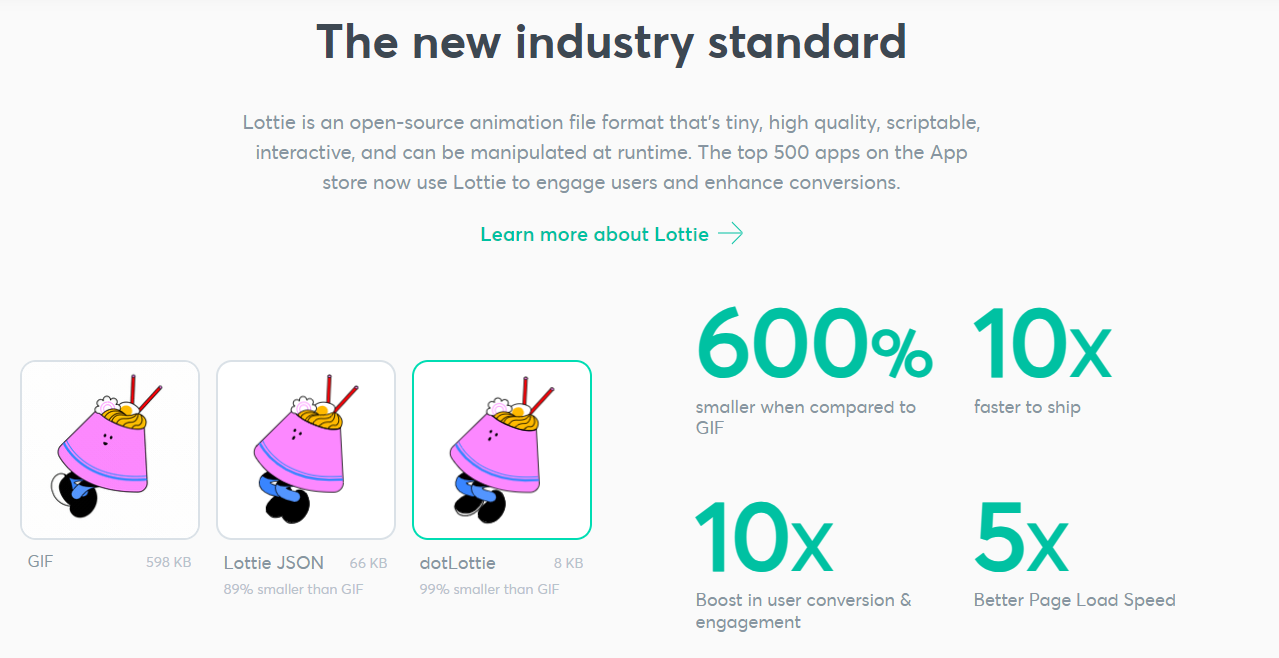 The new industry standard
Lottie is an open-source animation file format that's tiny, high quality, scriptable,
interactive, and can be manipulated at runtime. The top 500 apps on the App
store now use Lottie to engage users and enhance conversions.
Learn more about Lottie
GIF 598 KB
Lottie JSON 66 KB
89% smaller than GIF
dotLottie 8 KB
99% smaller than GIF
600%
smaller when compared to
GIF
10x
faster to ship
10x
Boost in user conversion &
engagement
5x
Better Page Load Speed